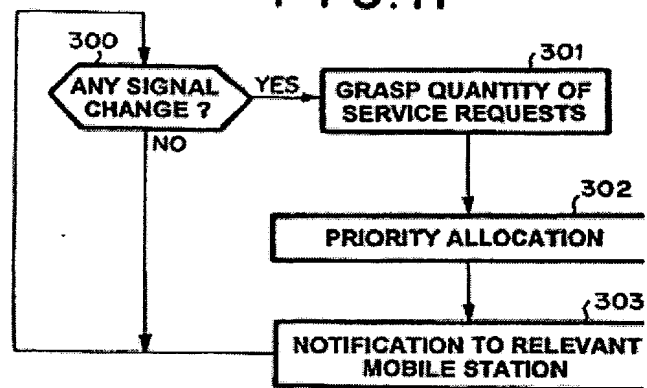 300
ANY SIGNAL
CHANGE ?
YES
NO
301
GRASP QUANTITY OF
SERVICE REQUESTS
302
PRIORITY ALLOCATION
303
NOTIFICATION TO RELEVANT
MOBILE STATION